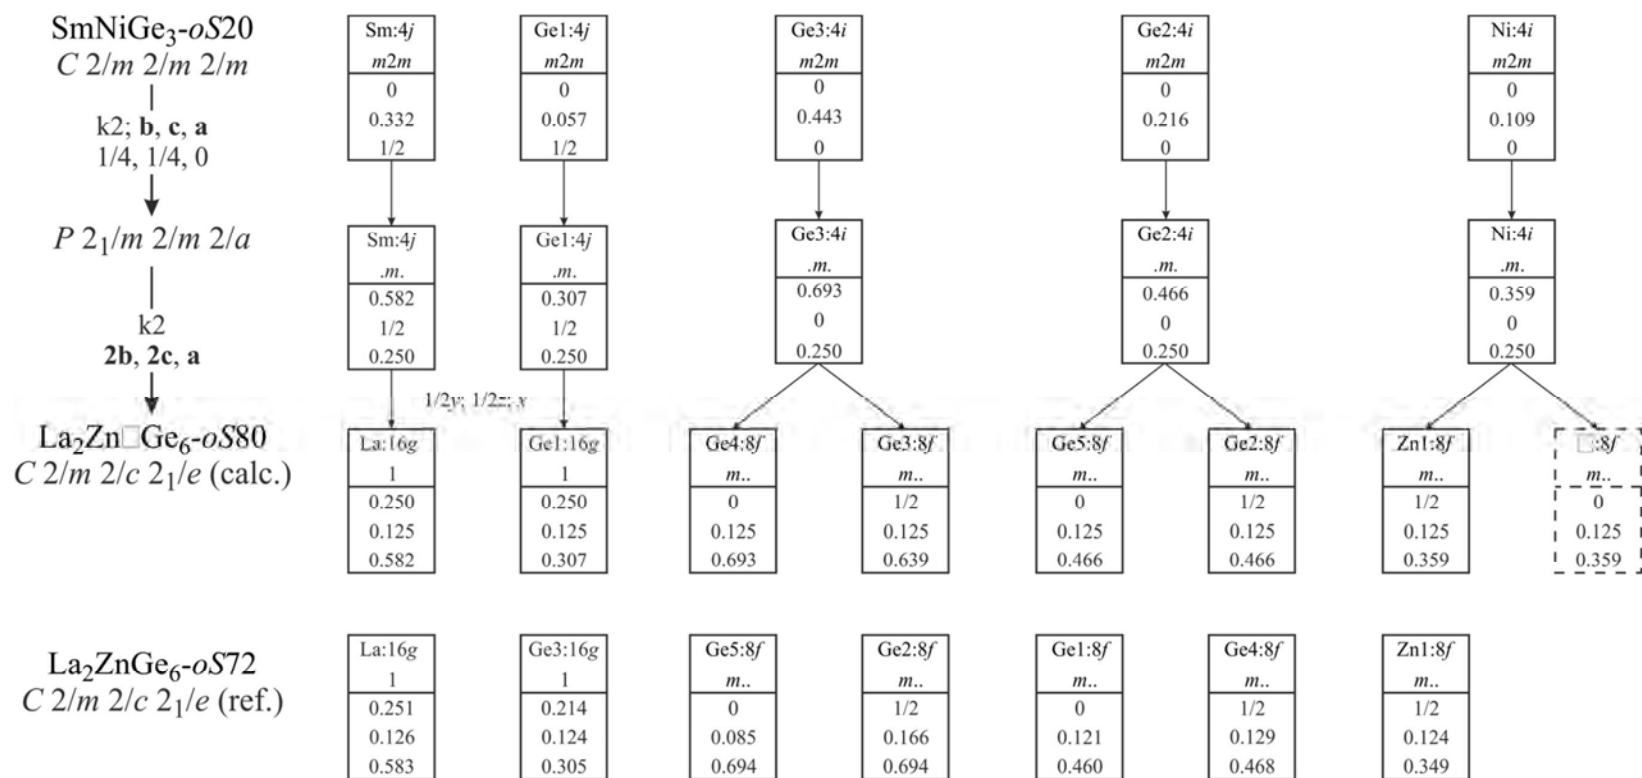 SmNiGe3-oS20
C 2/m 2/m 2/m
k2; b, c, a
1/4, 1/4, 0
P 21/m 2/m 2/a
k2
2b, 2c, a
La2Zn□Ge6-oS80
C 2/m 2/c 21/e (calc.)
La2ZnGe6-oS72
C 2/m 2/c 21/e (ref.)
Sm:4j
m2m
0
0.332
1/2
Ge1:4j
m2m
0
0.057
1/2
Ge3:4i
m2m
0
0.443
0
Ge2:4i
m2m
0
0.216
0
Ni:4i
m2m
0
0.109
0
Sm:4j
.m.
0.582
1/2
0.250
Ge1:4j
.m.
0.307
1/2
0.250
Ge3:4i
.m.
0.693
0
0.250
Ge2:4i
.m.
0.466
0
0.250
Ni:4i
.m.
0.359
0
0.250
1/2y; 1/2z; x
La:16g
1
0.250
0.125
0.582
Ge1:16g
1
0.250
0.125
0.307
Ge4:8f
m..
0
0.125
0.693
Ge3:8f
m..
1/2
0.125
0.639
Ge5:8f
m..
0
0.125
0.466
Ge2:8f
m..
1/2
0.125
0.466
Zn1:8f
m..
1/2
0.125
0.359
□:8f
m..
0
0.125
0.359
La:16g
1
0.251
0.126
0.583
Ge3:16g
1
0.214
0.124
0.305
Ge5:8f
m..
0
0.085
0.694
Ge2:8f
m..
1/2
0.166
0.694
Ge1:8f
m..
0
0.121
0.460
Ge4:8f
m..
1/2
0.129
0.468
Zn1:8f
m..
1/2
0.124
0.349